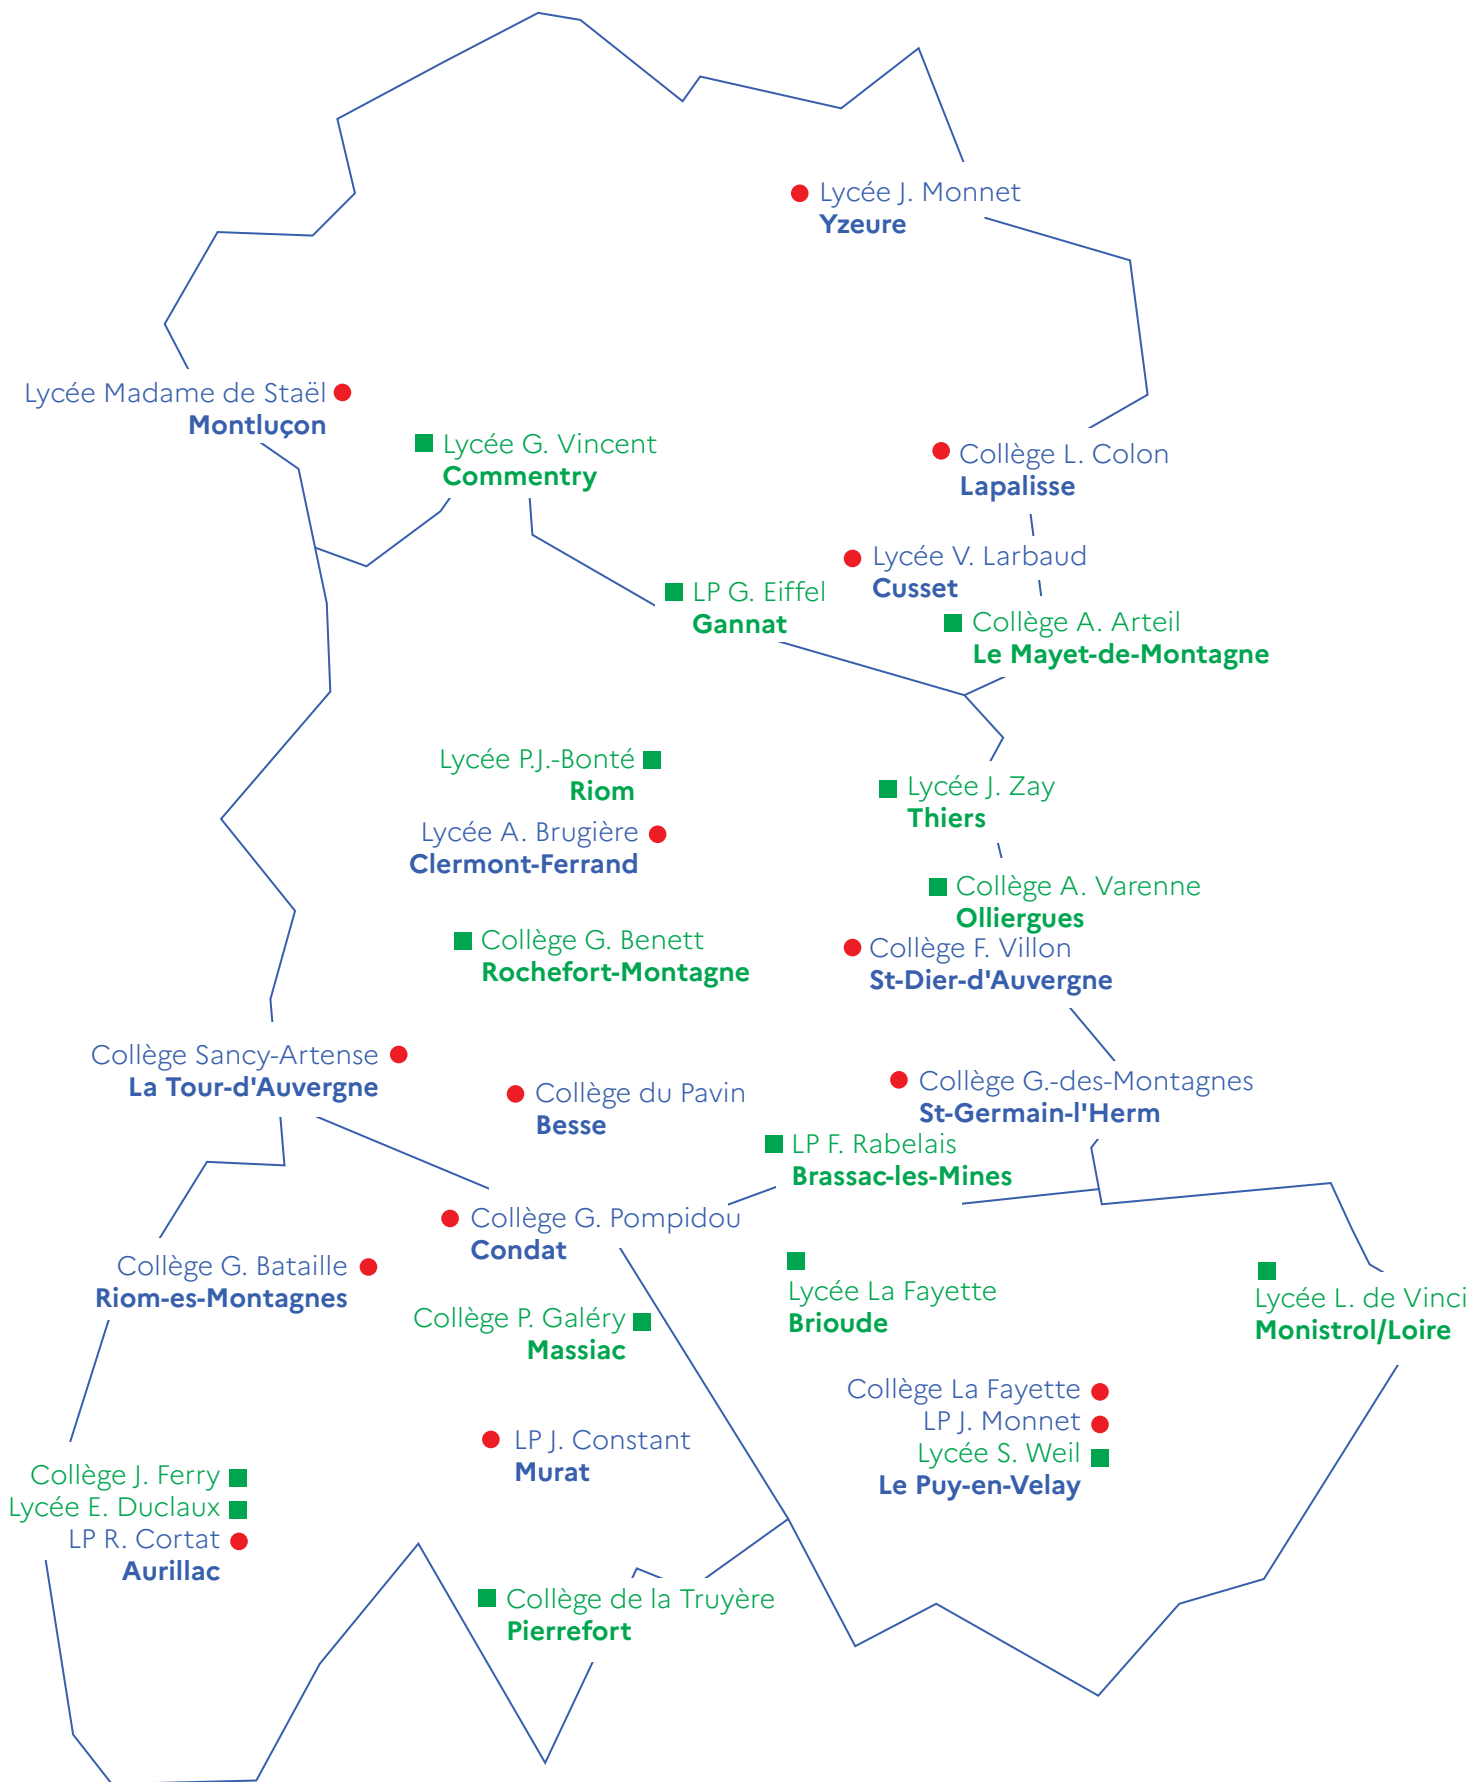 Lycée J. Monnet
Yzeure
Lycée Madame de Staël
Montluçon
Lycée G. Vincent
Commentry
Collège L. Colon
Lapalisse
Lycée V. Larbaud
Cusset
LP G. Eiffel
Gannat
Collège A. Arteil
Le Mayet-de-Montagne
Lycée P.J.-Bonté
Riom
Lycée J. Zay
Thiers
Lycée A. Brugière
Clermont-Ferrand
Collège A. Varenne
Olliergues
Collège G. Benett
Rochefort-Montagne
Collège F. Villon
St-Dier-d'Auvergne
Collège Sancy-Artense
La Tour-d'Auvergne
Collège du Pavin
Besse
Collège G.-des-Montagnes
St-Germain-l'Herm
LP F. Rabelais
Brassac-les-Mines
Collège G. Pompidou
Condat
Collège G. Bataille
Riom-es-Montagnes
Lycée La Fayette
Brioude
Lycée L. de Vinci
Monistrol/Loire
Collège P. Galéry
Massiac
Collège La Fayette
LP J. Monnet
Lycée S. Weil
Le Puy-en-Velay
LP J. Constant
Murat
Collège J. Ferry
Lycée E. Duclaux
LP R. Cortat
Aurillac
Collège de la Truyère
Pierrefort